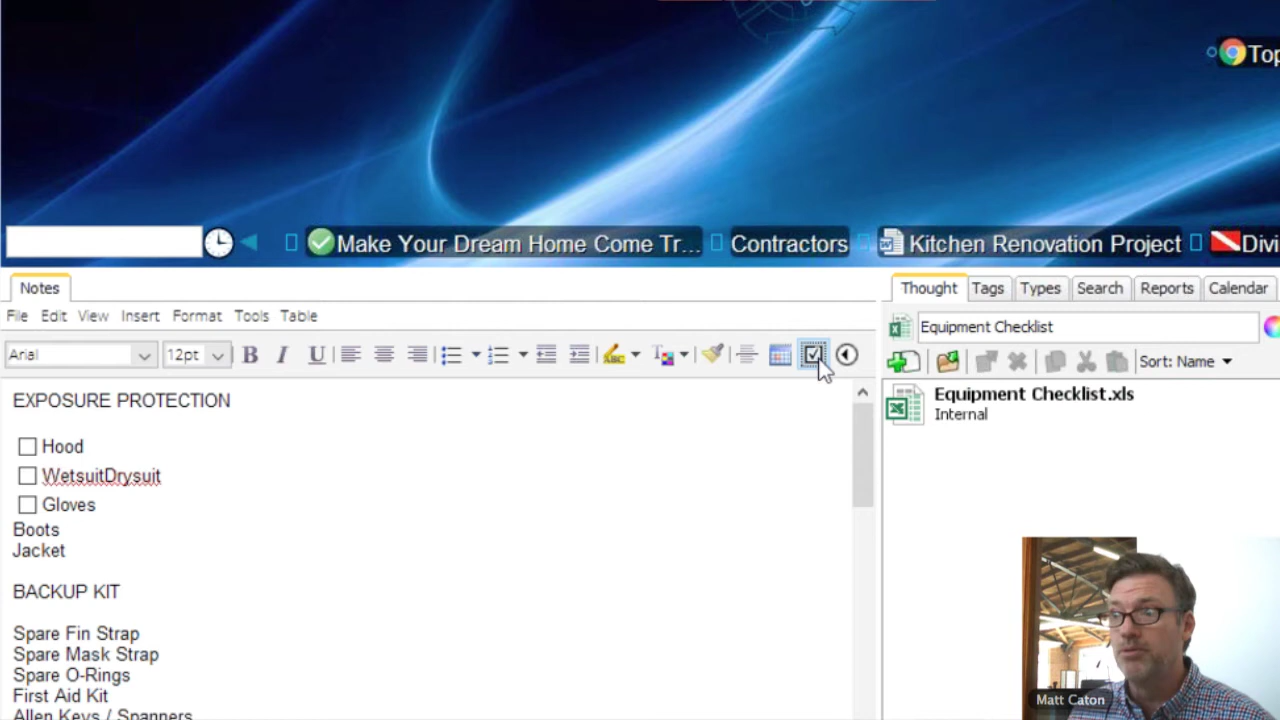 Top
Make Your Dream Home Come Tr...
Contractors
Kitchen Renovation Project
Divi
Notes
Thought
Tags
Types
Search
Reports
Calendar
File Edit View Insert Format Tools Table
Equipment Checklist
Arial
12pt
B I U
ABC
T
Sort: Name
EXPOSURE PROTECTION
Equipment Checklist.xls
Internal
Hood
WetsuitDrysuit
Gloves
Boots
Jacket
BACKUP KIT
Spare Fin Strap
Spare Mask Strap
Spare O-Rings
First Aid Kit
Allen Keys / Spanners
Matt Caton